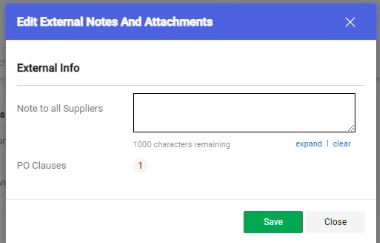 Edit External Notes And Attachments
External Info
Note to all Suppliers
1000 characters remaining
expand | clear
PO Clauses
1
Save
Close